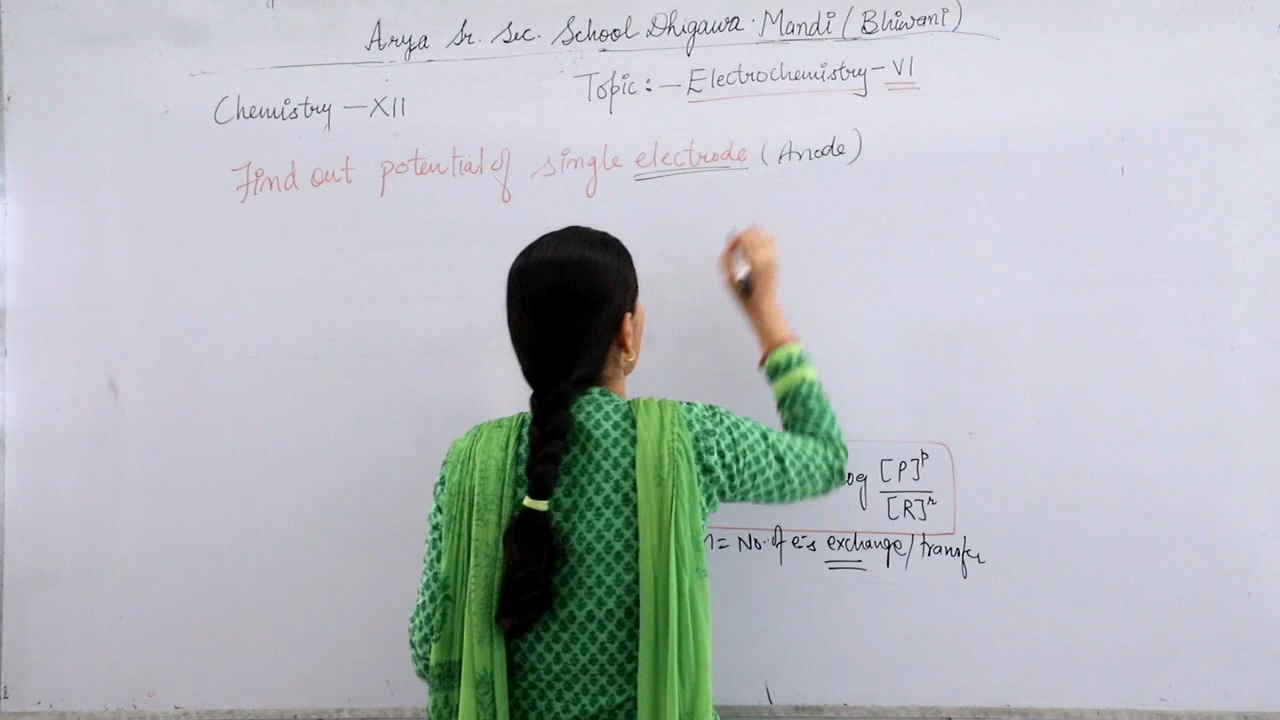 Arya Sr. Sec. School Dhigawa. Mandi (Bhiwani)
Chemistry - XII
Topic:- Electrochemistry - VI
Find out potential of single electrode (Anode)
log [P]^p / [R]^r
n = No. of e-s exchange/transfer